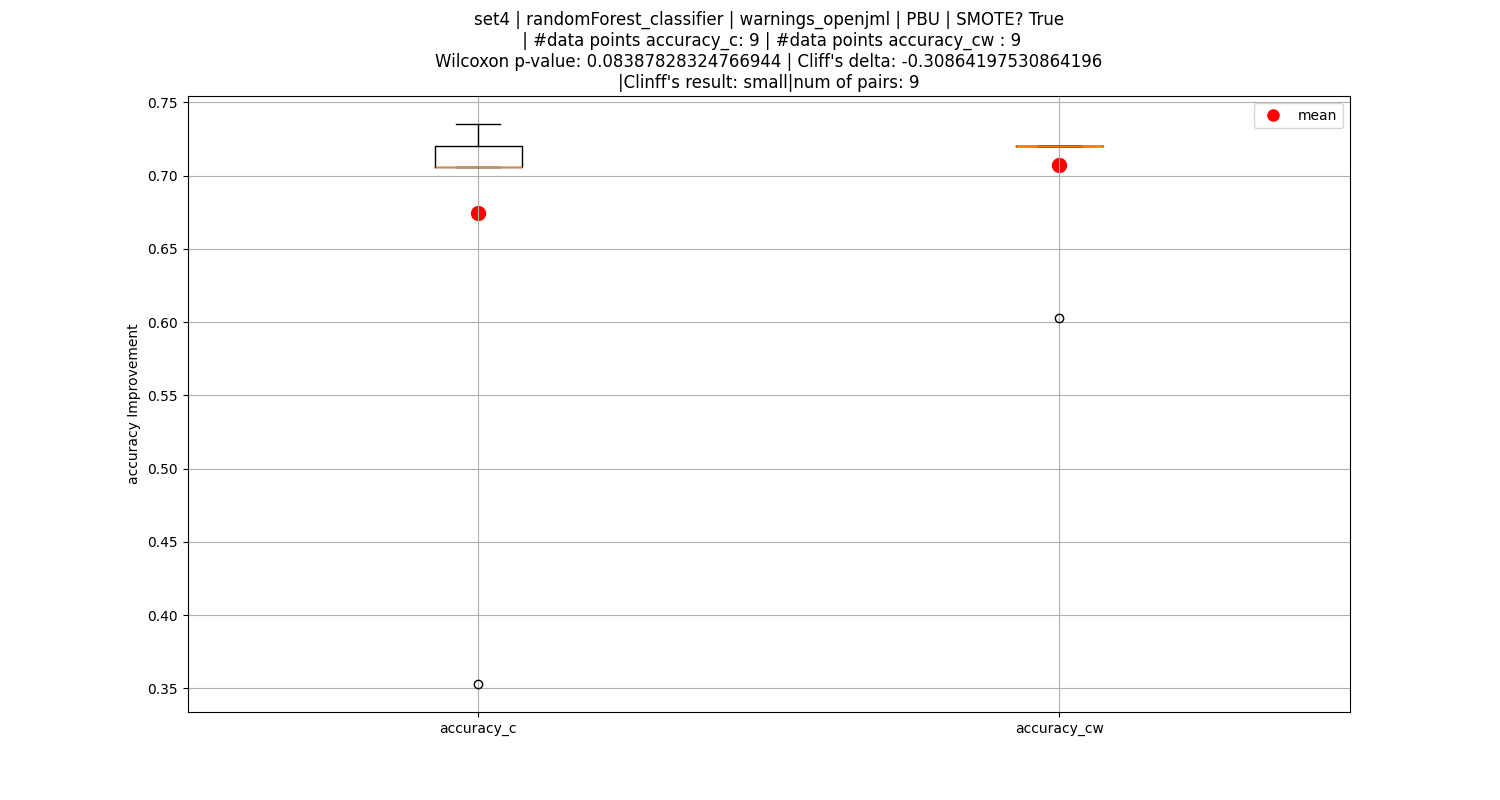 set4 | randomForest_classifier | warnings_openjml | PBU | SMOTE? True
| #data points accuracy_c: 9 | #data points accuracy_cw : 9
Wilcoxon p-value: 0.08387828324766944 | Cliff's delta: -0.30864197530864196
|Clinff's result: small|num of pairs: 9
mean
accuracy Improvement
0.75
0.70
0.65
0.60
0.55
0.50
0.45
0.40
0.35
accuracy_c
accuracy_cw